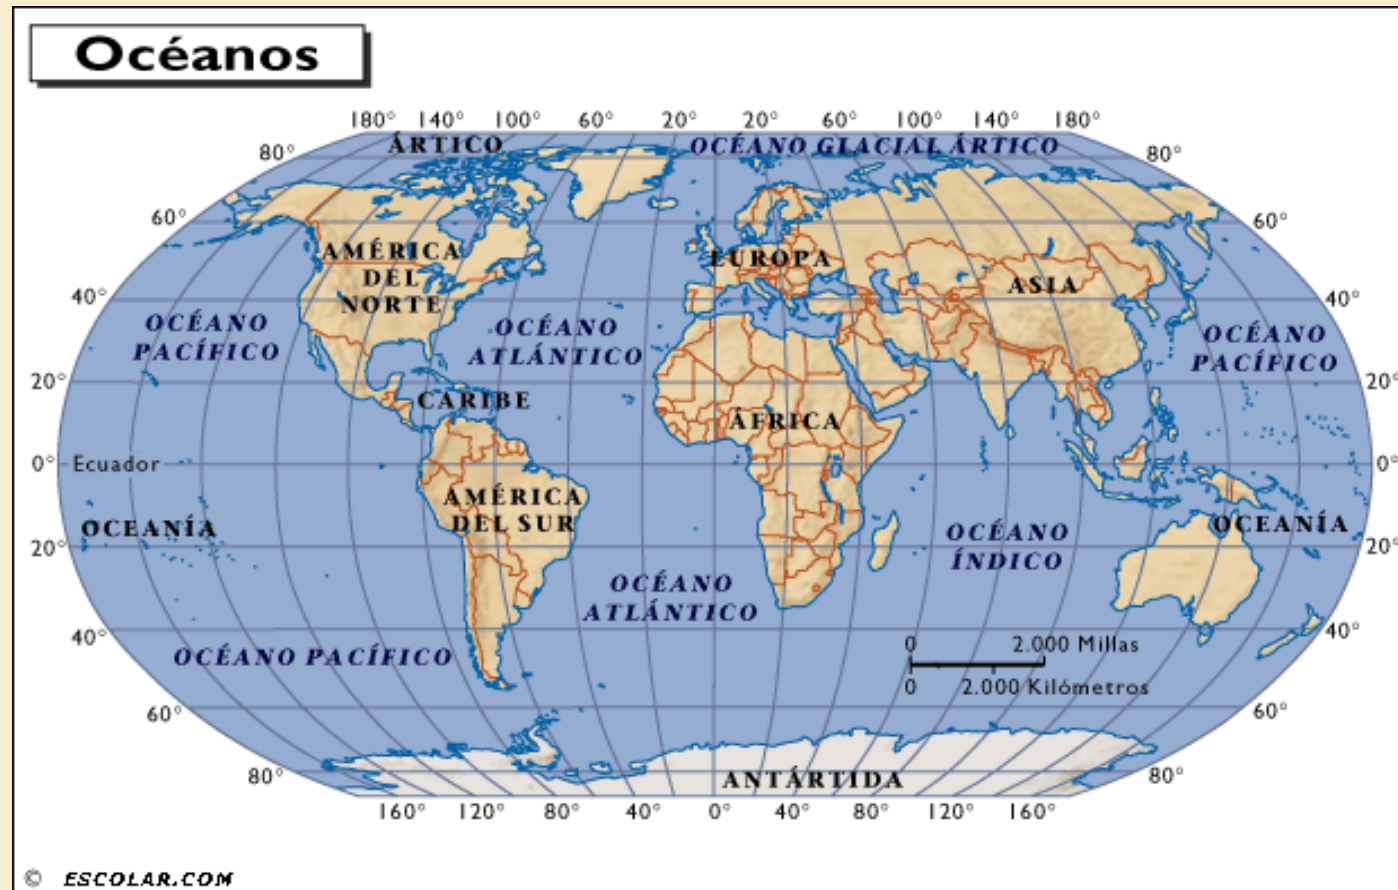 Océanos
180° 140° 100° 60° 20° 0° 20° 60° 100° 140° 180°
ÁRTICO
OCÉANO GLACIAL ÁRTICO
80°
80°
60°
60°
AMÉRICA
DEL
NORTE
EUROPA
ASIA
40°
40°
OCÉANO
PACÍFICO
OCÉANO
ATLÁNTICO
OCÉANO
PACÍFICO
20°
20°
CARIBE
ÁFRICA
0°
Ecuador
0°
AMÉRICA
DEL SUR
OCEANÍA
OCEANÍA
20°
20°
OCÉANO
ÍNDICO
OCÉANO
ATLÁNTICO
40°
40°
OCÉANO PACÍFICO
0 2.000 Millas
0 2.000 Kilómetros
60°
60°
80°
80°
ANTÁRTIDA
160° 120° 80° 40° 0° 40° 80° 120° 160°
© ESCOLAR.COM